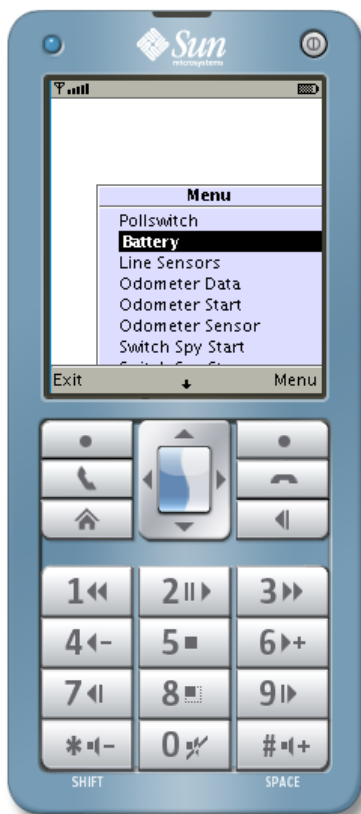 Sun
microsystems
Menu
Pollswitch
Battery
Line Sensors
Odometer Data
Odometer Start
Odometer Sensor
Switch Spy Start
Exit Menu
1 2 3
4 - 5 6 +
7 8 9
* - 0 # +
SHIFT SPACE